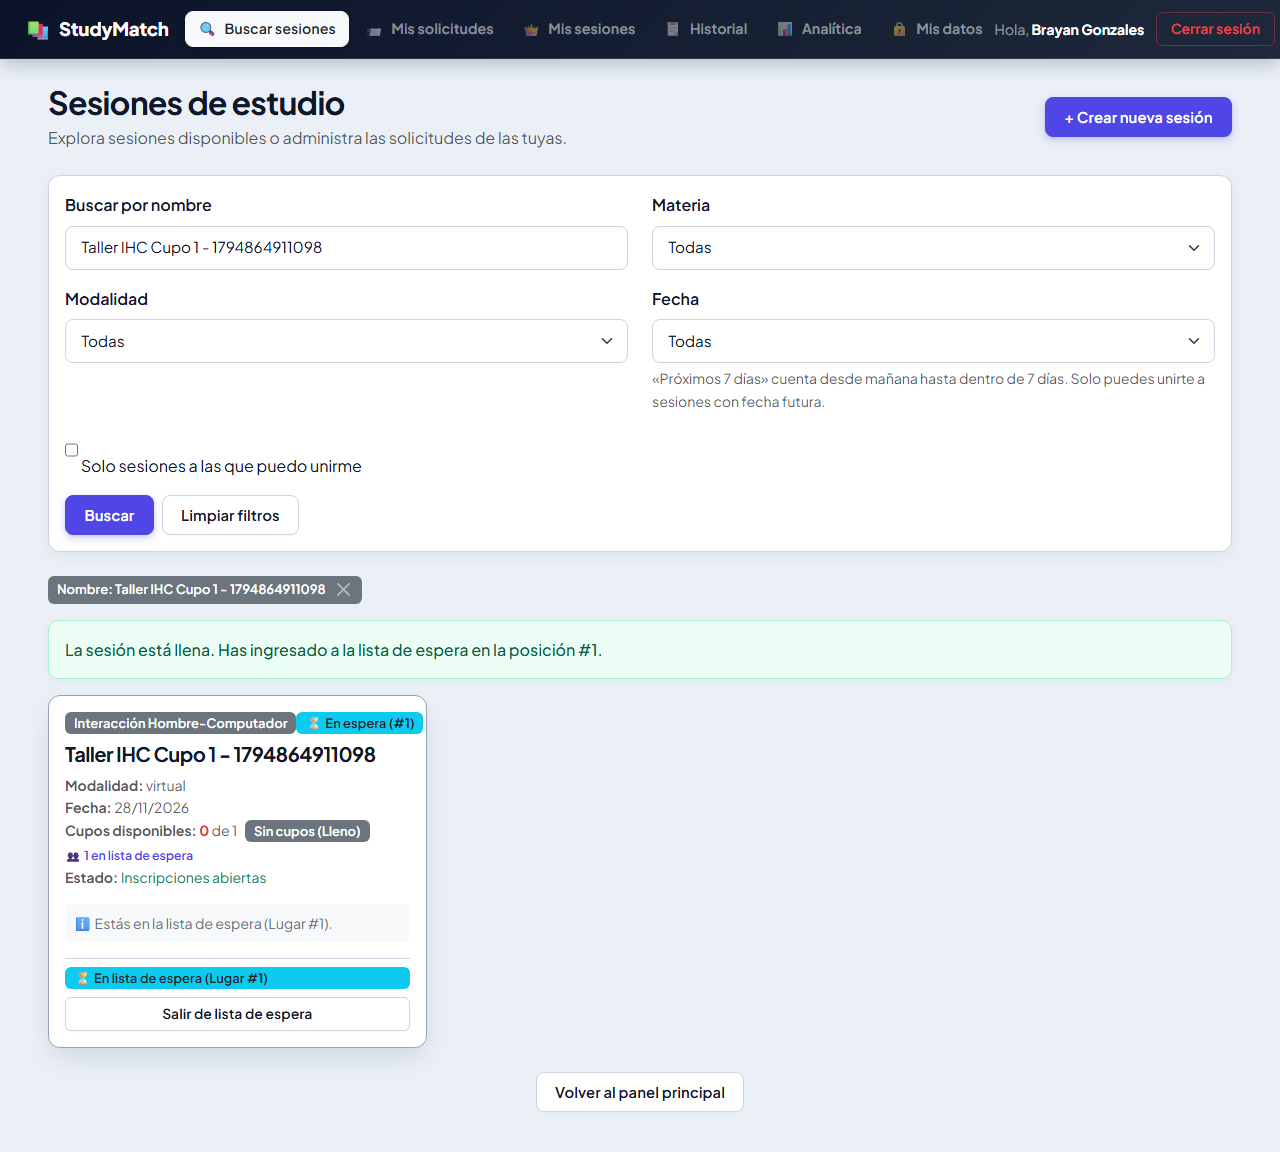 StudyMatch
Buscar sesiones
Mis solicitudes
Mis sesiones
Historial
Analítica
Mis datos
Hola, Brayan Gonzales
Cerrar sesión
Sesiones de estudio
Explora sesiones disponibles o administra las solicitudes de las tuyas.
+ Crear nueva sesión
Buscar por nombre
Taller IHC Cupo 1 - 1794864911098
Materia
Todas
Modalidad
Todas
Fecha
Todas
«Próximos 7 días» cuenta desde mañana hasta dentro de 7 días. Solo puedes unirte a
sesiones con fecha futura.
Solo sesiones a las que puedo unirme
Buscar
Limpiar filtros
Nombre: Taller IHC Cupo 1 - 1794864911098
La sesión está llena. Has ingresado a la lista de espera en la posición #1.
Interacción Hombre-Computador
En espera (#1)
Taller IHC Cupo 1 - 1794864911098
Modalidad: virtual
Fecha: 28/11/2026
Cupos disponibles: 0 de 1 Sin cupos (Lleno)
1 en lista de espera
Estado: Inscripciones abiertas
Estás en la lista de espera (Lugar #1).
En lista de espera (Lugar #1)
Salir de lista de espera
Volver al panel principal